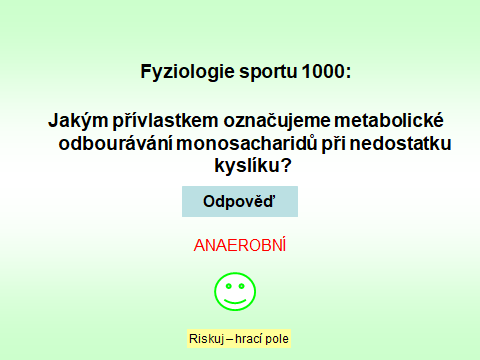 Fyziologie sportu 1000:
Jakým přívlastkem označujeme metabolické
odbourávání monosacharidů při nedostatku
kyslíku?
Odpověď
ANAEROBNÍ
Riskuj – hrací pole